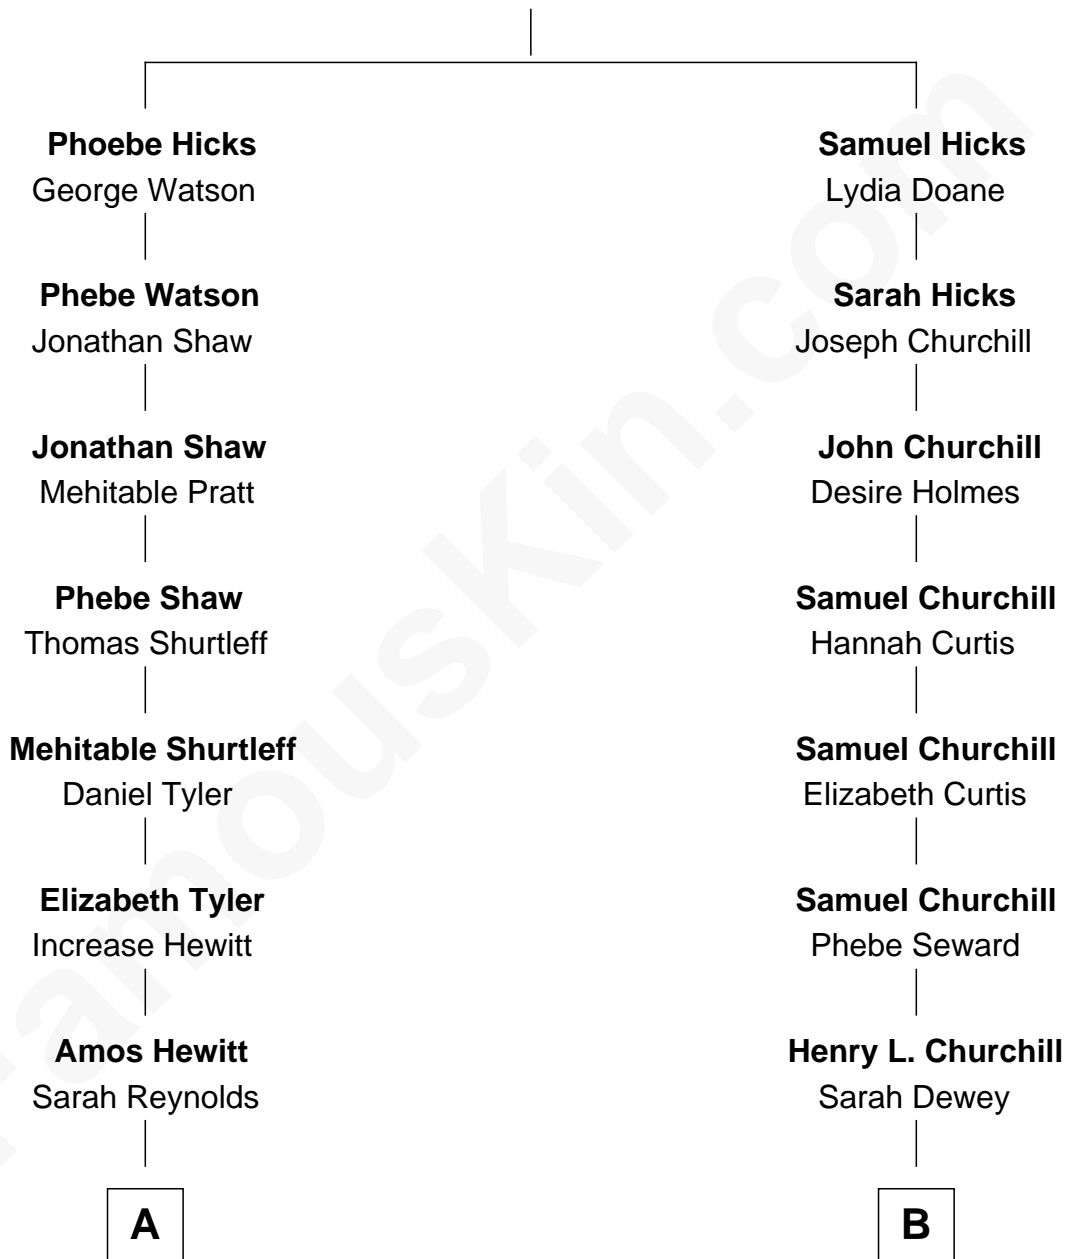 Phoebe Hicks
George Watson
Phebe Watson
Jonathan Shaw
Jonathan Shaw
Mehitable Pratt
Phebe Shaw
Thomas Shurtleff
Mehitable Shurtleff
Daniel Tyler
Elizabeth Tyler
Increase Hewitt
Amos Hewitt
Sarah Reynolds
A
Samuel Hicks
Lydia Doane
Sarah Hicks
Joseph Churchill
John Churchill
Desire Holmes
Samuel Churchill
Hannah Curtis
Samuel Churchill
Elizabeth Curtis
Samuel Churchill
Phebe Seward
Henry L. Churchill
Sarah Dewey
B
FamousKin.com